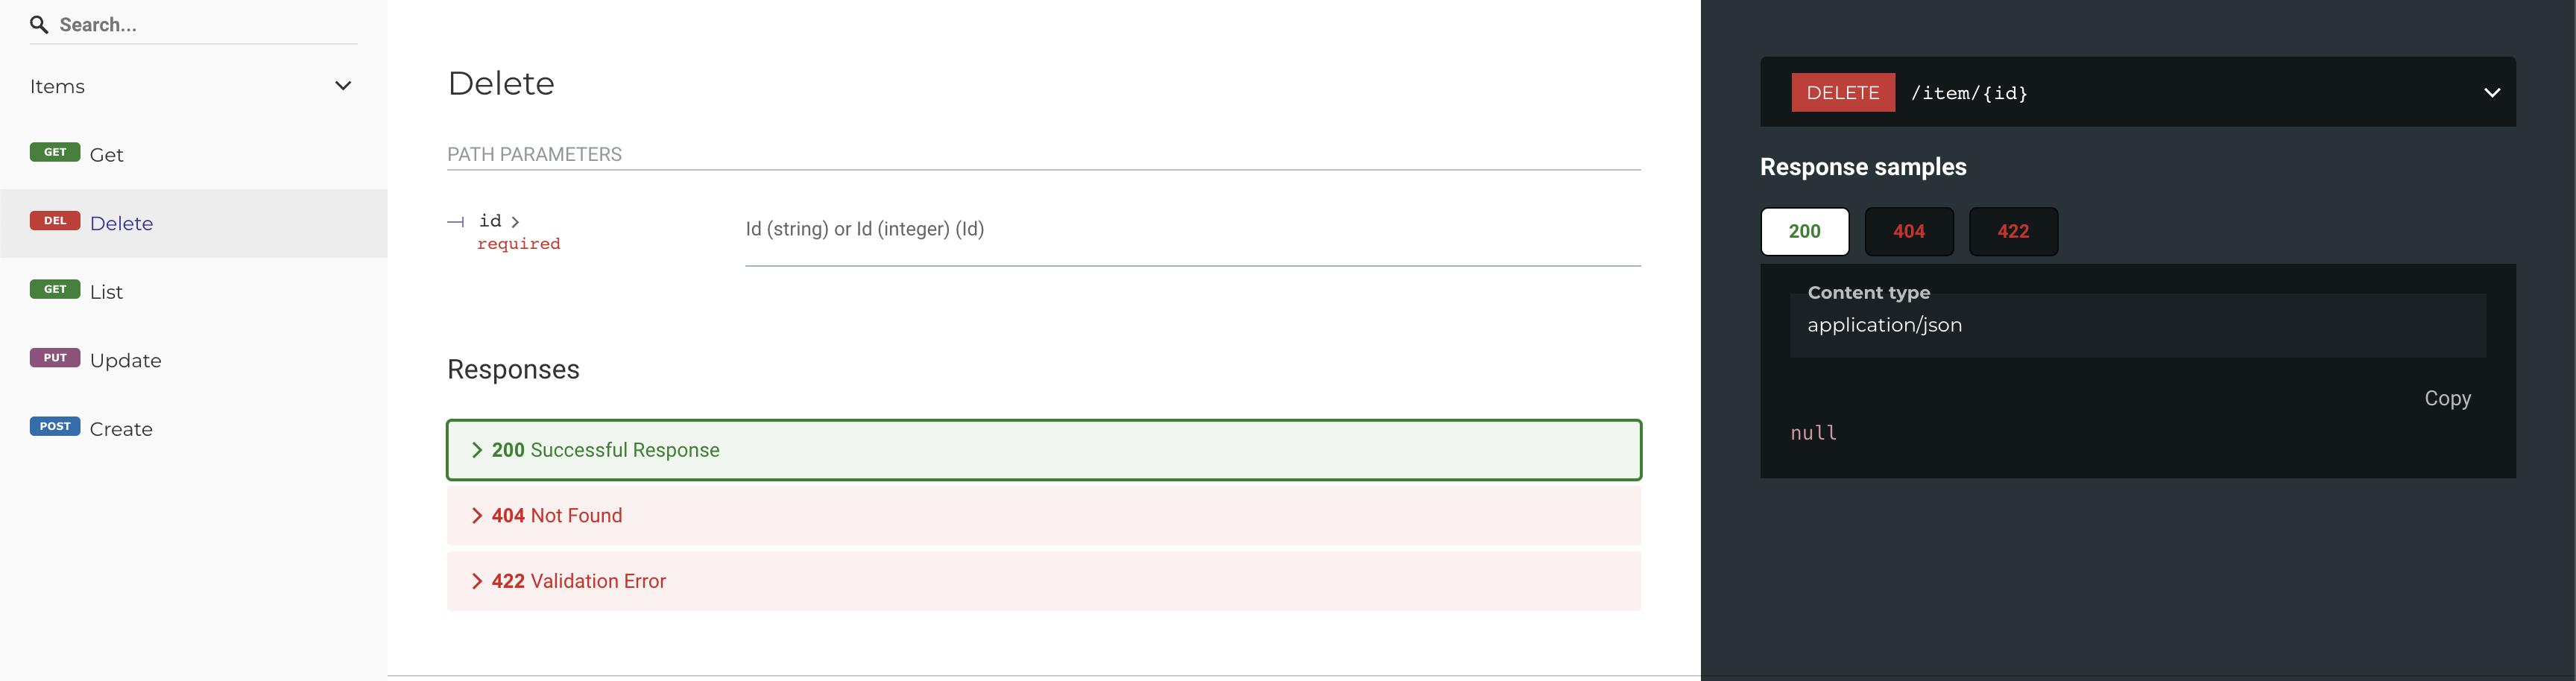 Search...
Items
GET Get
DEL Delete
GET List
PUT Update
POST Create
Delete
PATH PARAMETERS
id
required
Id (string) or Id (integer) (Id)
Responses
200 Successful Response
404 Not Found
422 Validation Error
DELETE /item/{id}
Response samples
200 404 422
Content type
application/json
Copy
null